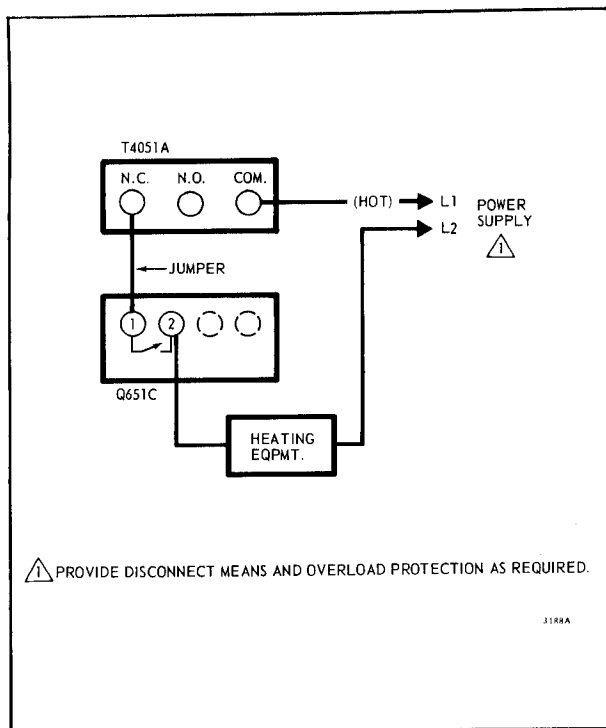 T4051A
N.C. N.O. COM.
(HOT) L1
L2
POWER
SUPPLY
1
JUMPER
1 2
Q651C
HEATING
EQPMT.
1 PROVIDE DISCONNECT MEANS AND OVERLOAD PROTECTION AS REQUIRED.
3188A